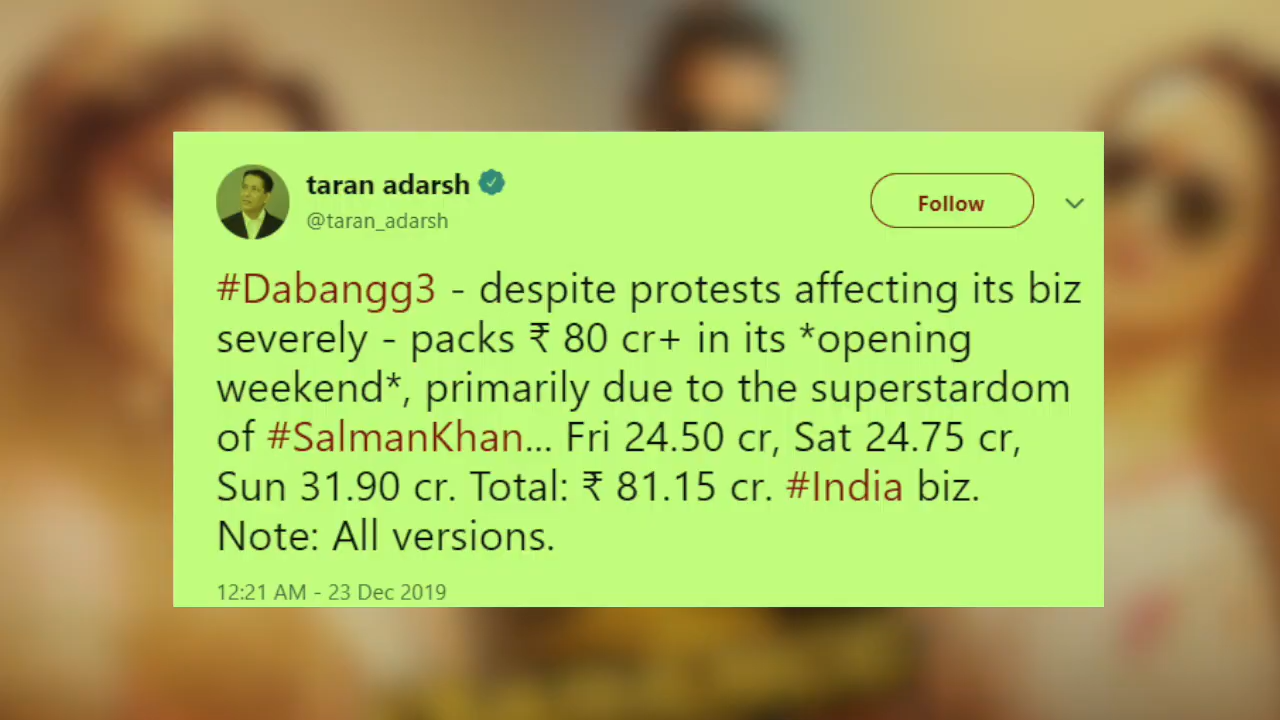 taran adarsh
@taran_adarsh
Follow
#Dabangg3 - despite protests affecting its biz
severely - packs ₹ 80 cr+ in its *opening
weekend*, primarily due to the superstardom
of #SalmanKhan... Fri 24.50 cr, Sat 24.75 cr,
Sun 31.90 cr. Total: ₹ 81.15 cr. #India biz.
Note: All versions.
12:21 AM - 23 Dec 2019